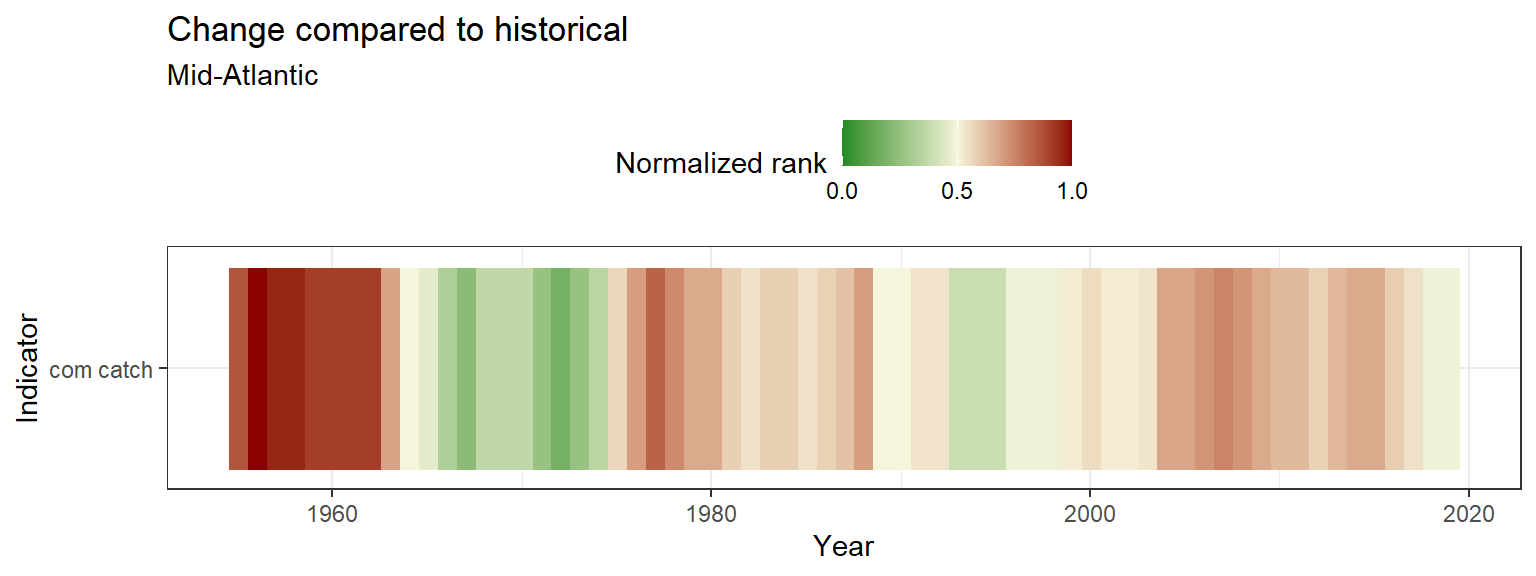 Change compared to historical
Mid-Atlantic
Normalized rank
0.0 0.5 1.0
Indicator
com catch
1960 1980 2000 2020
Year